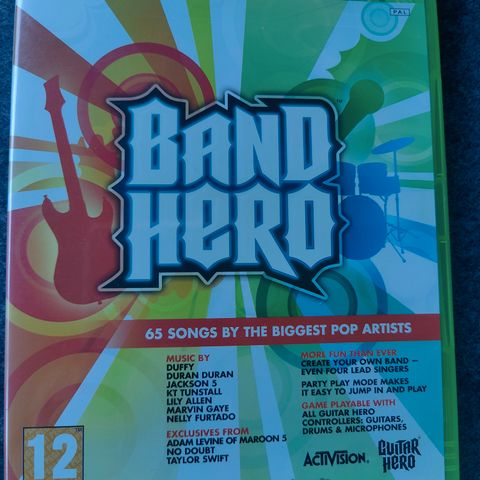 PAL
BAND
HERO
™
65 SONGS BY THE BIGGEST POP ARTISTS
MUSIC BY
DUFFY
DURAN DURAN
JACKSON 5
KT TUNSTALL
LILY ALLEN
MARVIN GAYE
NELLY FURTADO
EXCLUSIVES FROM
ADAM LEVINE OF MAROON 5
NO DOUBT
TAYLOR SWIFT
MORE FUN THAN EVER
CREATE YOUR OWN BAND –
EVEN FOUR LEAD SINGERS
PARTY PLAY MODE MAKES
IT EASY TO JUMP IN AND PLAY
GAME PLAYABLE WITH
ALL GUITAR HERO
CONTROLLERS: GUITARS,
DRUMS & MICROPHONES
12
ACTIVISION.
GUITAR
HERO